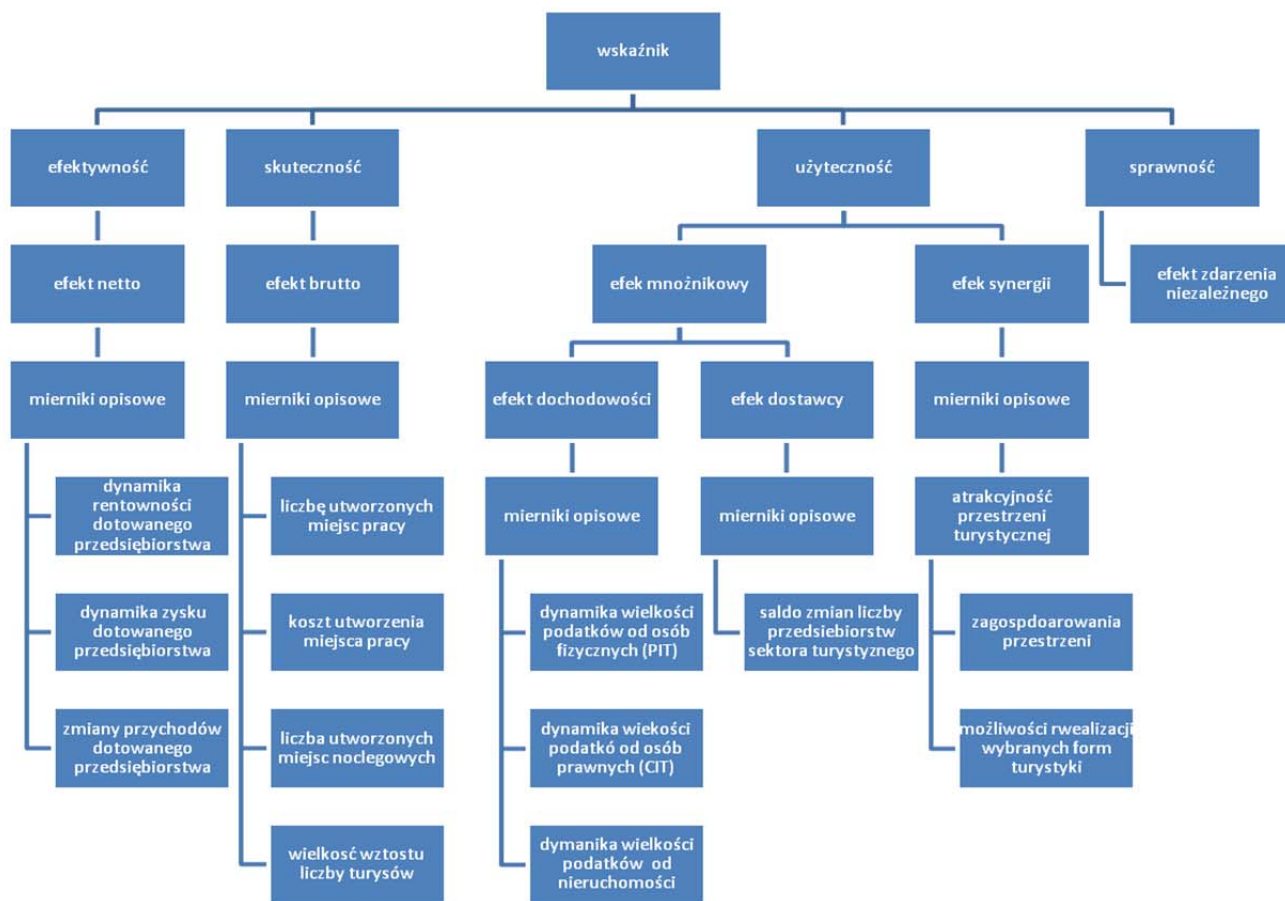 wskaźnik
efektywność
skuteczność
użyteczność
sprawność
efekt netto
efekt brutto
efek mnożnikowy
efek synergii
efekt zdarzenia
niezależnego
mierniki opisowe
mierniki opisowe
efekt dochodowości
efek dostawcy
mierniki opisowe
dynamika
rentowności
dotowanego
przedsiębiorstwa
liczbę utworzonych
miejsc pracy
mierniki opisowe
mierniki opisowe
atrakcyjność
przestrzeni
turystycznej
dynamika zysku
dotowanego
przedsiębiorstwa
koszt utworzenia
miejsca pracy
dynamika wielkości
podatków od osób
fizycznych (PIT)
saldo zmian liczby
przedsiebiorstw
sektora turystyznego
zagospdoarowania
przestrzeni
zmiany przychodów
dotowanego
przedsiębiorstwa
liczba utworzonych
miejsc noclegowych
dynamika wiekości
podatkó od osób
prawnych (CIT)
możliwości rwealizacji
wybranych form
turystyki
wielkosć wztostu
liczby turysów
dymanika wielkości
podatków od
nieruchomości